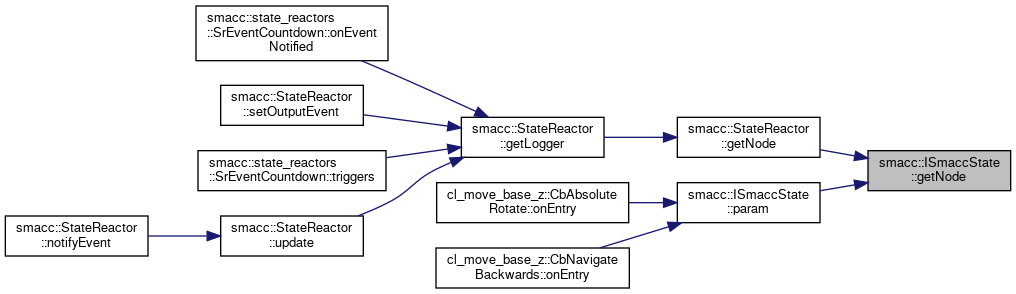 smacc::state_reactors
::SrEventCountdown::onEvent
Notified
smacc::StateReactor
::setOutputEvent
smacc::state_reactors
::SrEventCountdown::triggers
smacc::StateReactor
::notifyEvent
smacc::StateReactor
::update
smacc::StateReactor
::getLogger
cl_move_base_z::CbAbsolute
Rotate::onEntry
cl_move_base_z::CbNavigate
Backwards::onEntry
smacc::StateReactor
::getNode
smacc::ISmaccState
::param
smacc::ISmaccState
::getNode